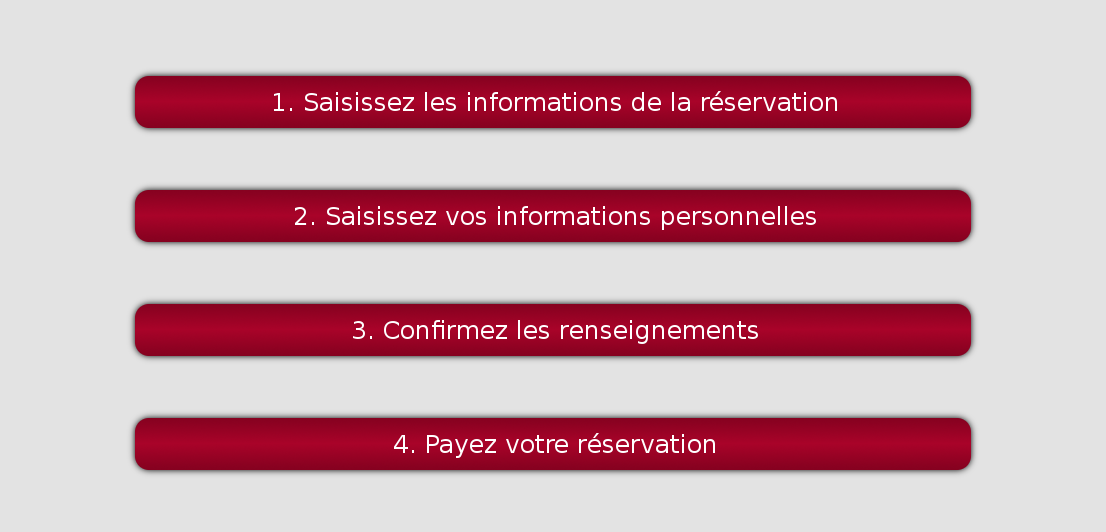 1. Saisissez les informations de la réservation
2. Saisissez vos informations personnelles
3. Confirmez les renseignements
4. Payez votre réservation